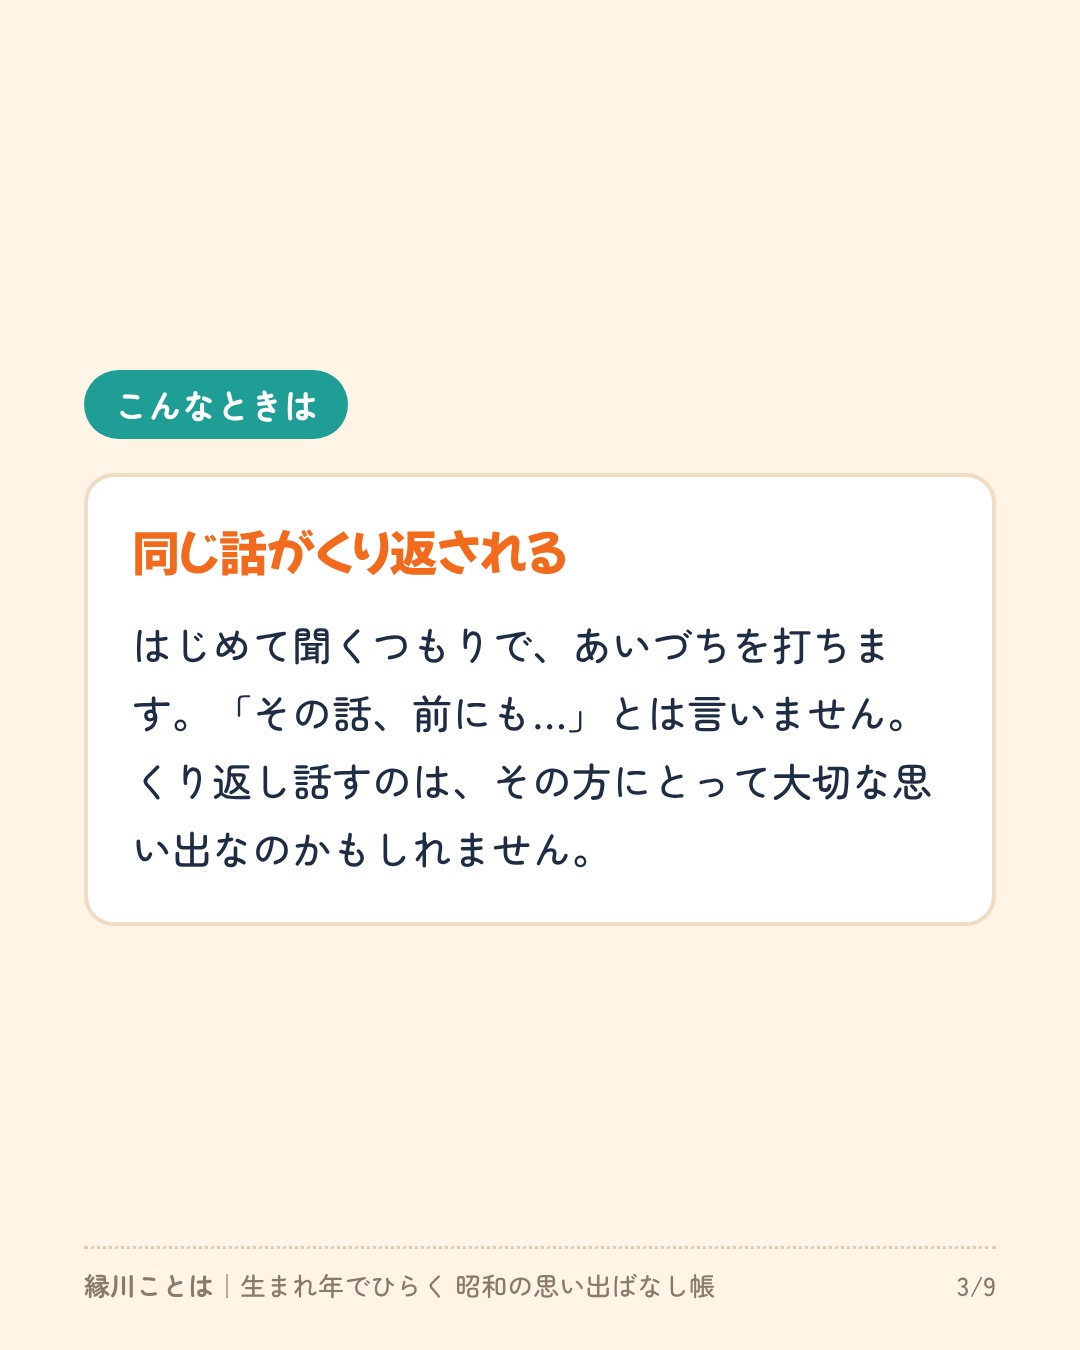 こんなときは
同じ話がくり返される
はじめて聞くつもりで、あいづちを打ちま
す。「その話、前にも…」とは言いません。
くり返し話すのは、その方にとって大切な思
い出なのかもしれません。
縁川ことは｜生まれ年でひらく 昭和の思い出ばなし帳
3/9